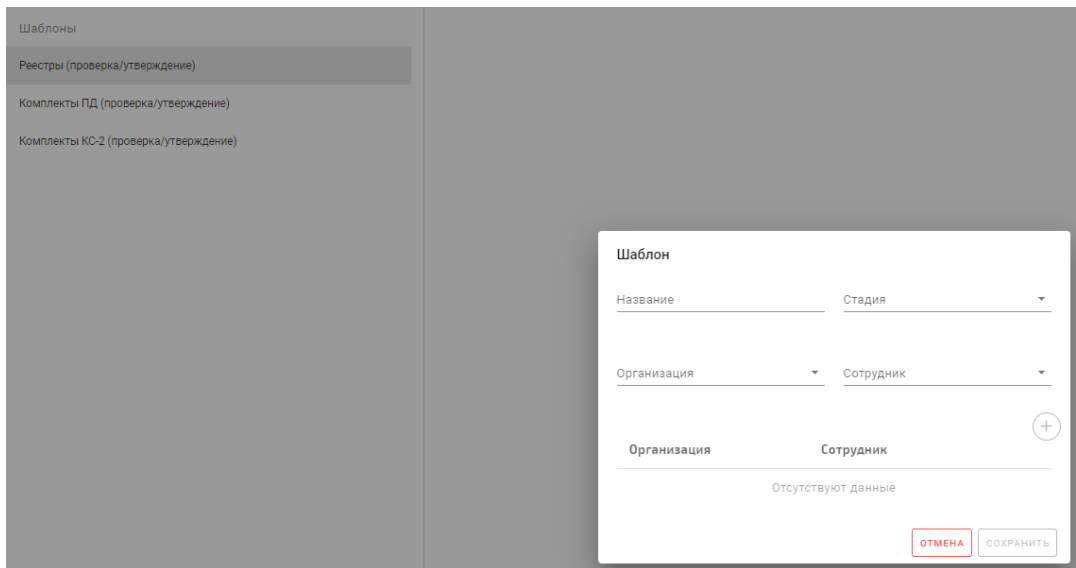 Шаблоны
Реестры (проверка/утверждение)
Комплекты ПД (проверка/утверждение)
Комплекты КС-2 (проверка/утверждение)
Шаблон
Название Стадия
Организация Сотрудник
Организация Сотрудник
Отсутствуют данные
ОТМЕНА СОХРАНИТЬ